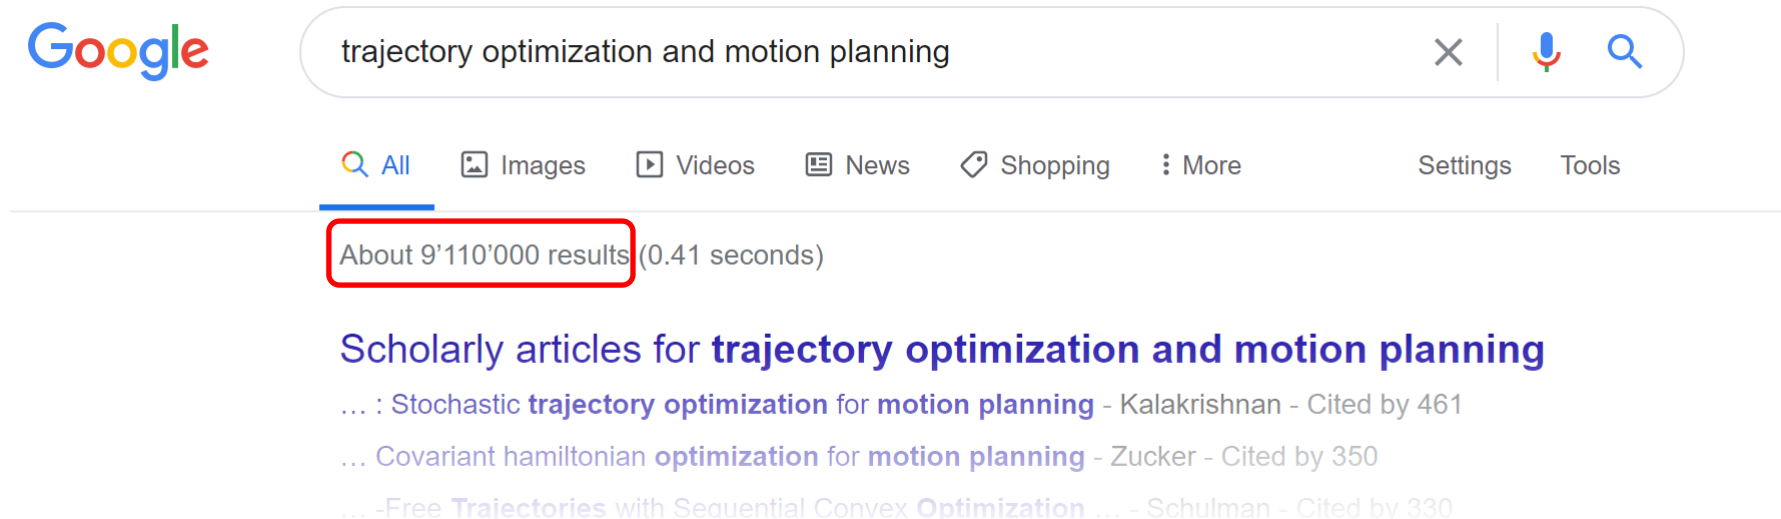 Google
trajectory optimization and motion planning
All Images Videos News Shopping More Settings Tools
About 9’110’000 results (0.41 seconds)
Scholarly articles for trajectory optimization and motion planning
… : Stochastic trajectory optimization for motion planning - Kalakrishnan - Cited by 461
… Covariant hamiltonian optimization for motion planning - Zucker - Cited by 350
… -Free Trajectories with Sequential Convex Optimization … - Schulman - Cited by 330